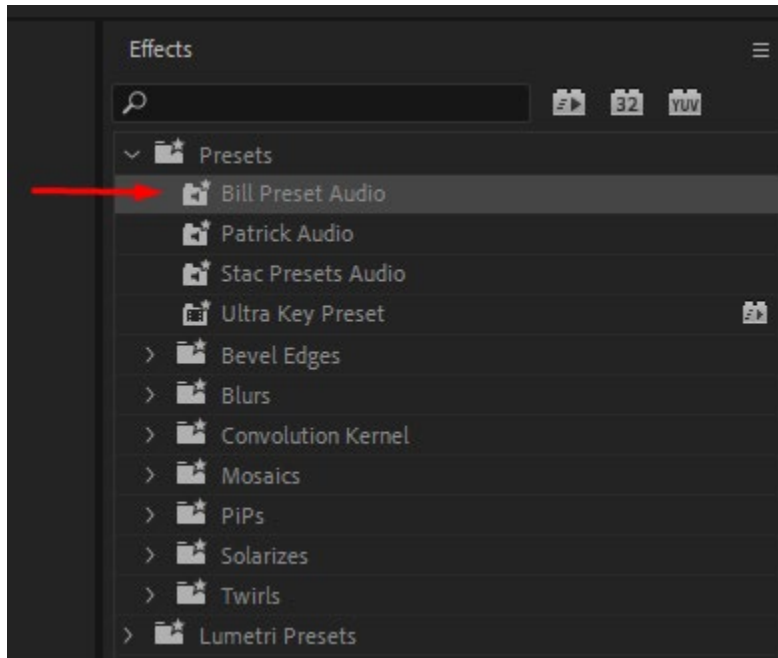 Effects
32 YUV
Presets
Bill Preset Audio
Patrick Audio
Stac Presets Audio
Ultra Key Preset
Bevel Edges
Blurs
Convolution Kernel
Mosaics
PiPs
Solarizes
Twirls
Lumetri Presets